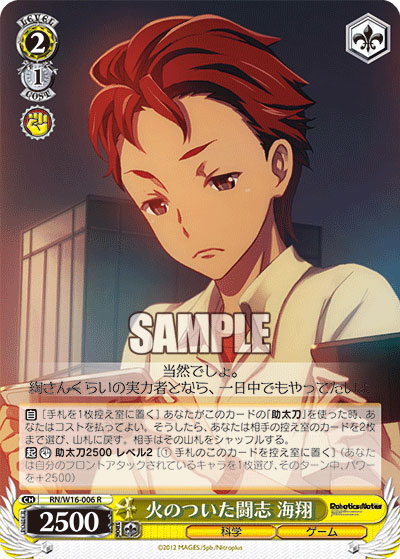 LEVEL
2
1
COST
SAMPLE
当然でしょ。
綯さんくらいの実力者となら、一日中でもやってたいよ
自 [手札を1枚控え室に置く] あなたがこのカードの「助太刀」を使った時、あ
なたはコストを払ってよい。そうしたら、あなたは相手の控え室のカードを2枚
まで選び、山札に戻す。相手はその山札をシャッフルする。
起 助太刀2500 レベル2 [① 手札のこのカードを控え室に置く] (あなた
は自分のフロントアタックされているキャラを1枚選び、そのターン中、パワー
を+2500)
CH RN/W16-006 R
2500
火のついた闘志 海翔
Robotics;Notes
科学
ゲーム
©2012 MAGES./5pb./Nitroplus